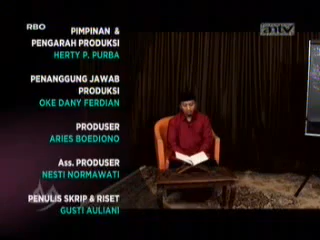 RBO
antv
PIMPINAN &
PENGARAH PRODUKSI
HERTY P. PURBA
PENANGGUNG JAWAB
PRODUKSI
OKE DANY FERDIAN
PRODUSER
ARIES BOEDIONO
Ass. PRODUSER
NESTI NORMAWATI
PENULIS SKRIP & RISET
GUSTI AULIANI